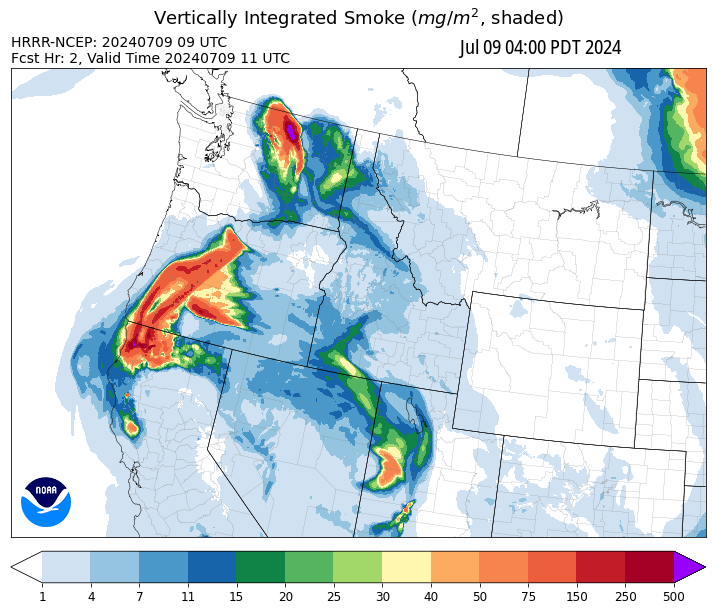 Vertically Integrated Smoke (mg/m², shaded)
HRRR-NCEP: 20240709 09 UTC
Fcst Hr: 2, Valid Time 20240709 11 UTC
Jul 09 04:00 PDT 2024
NOAA
1 4 7 11 15 20 25 30 40 50 75 150 250 500